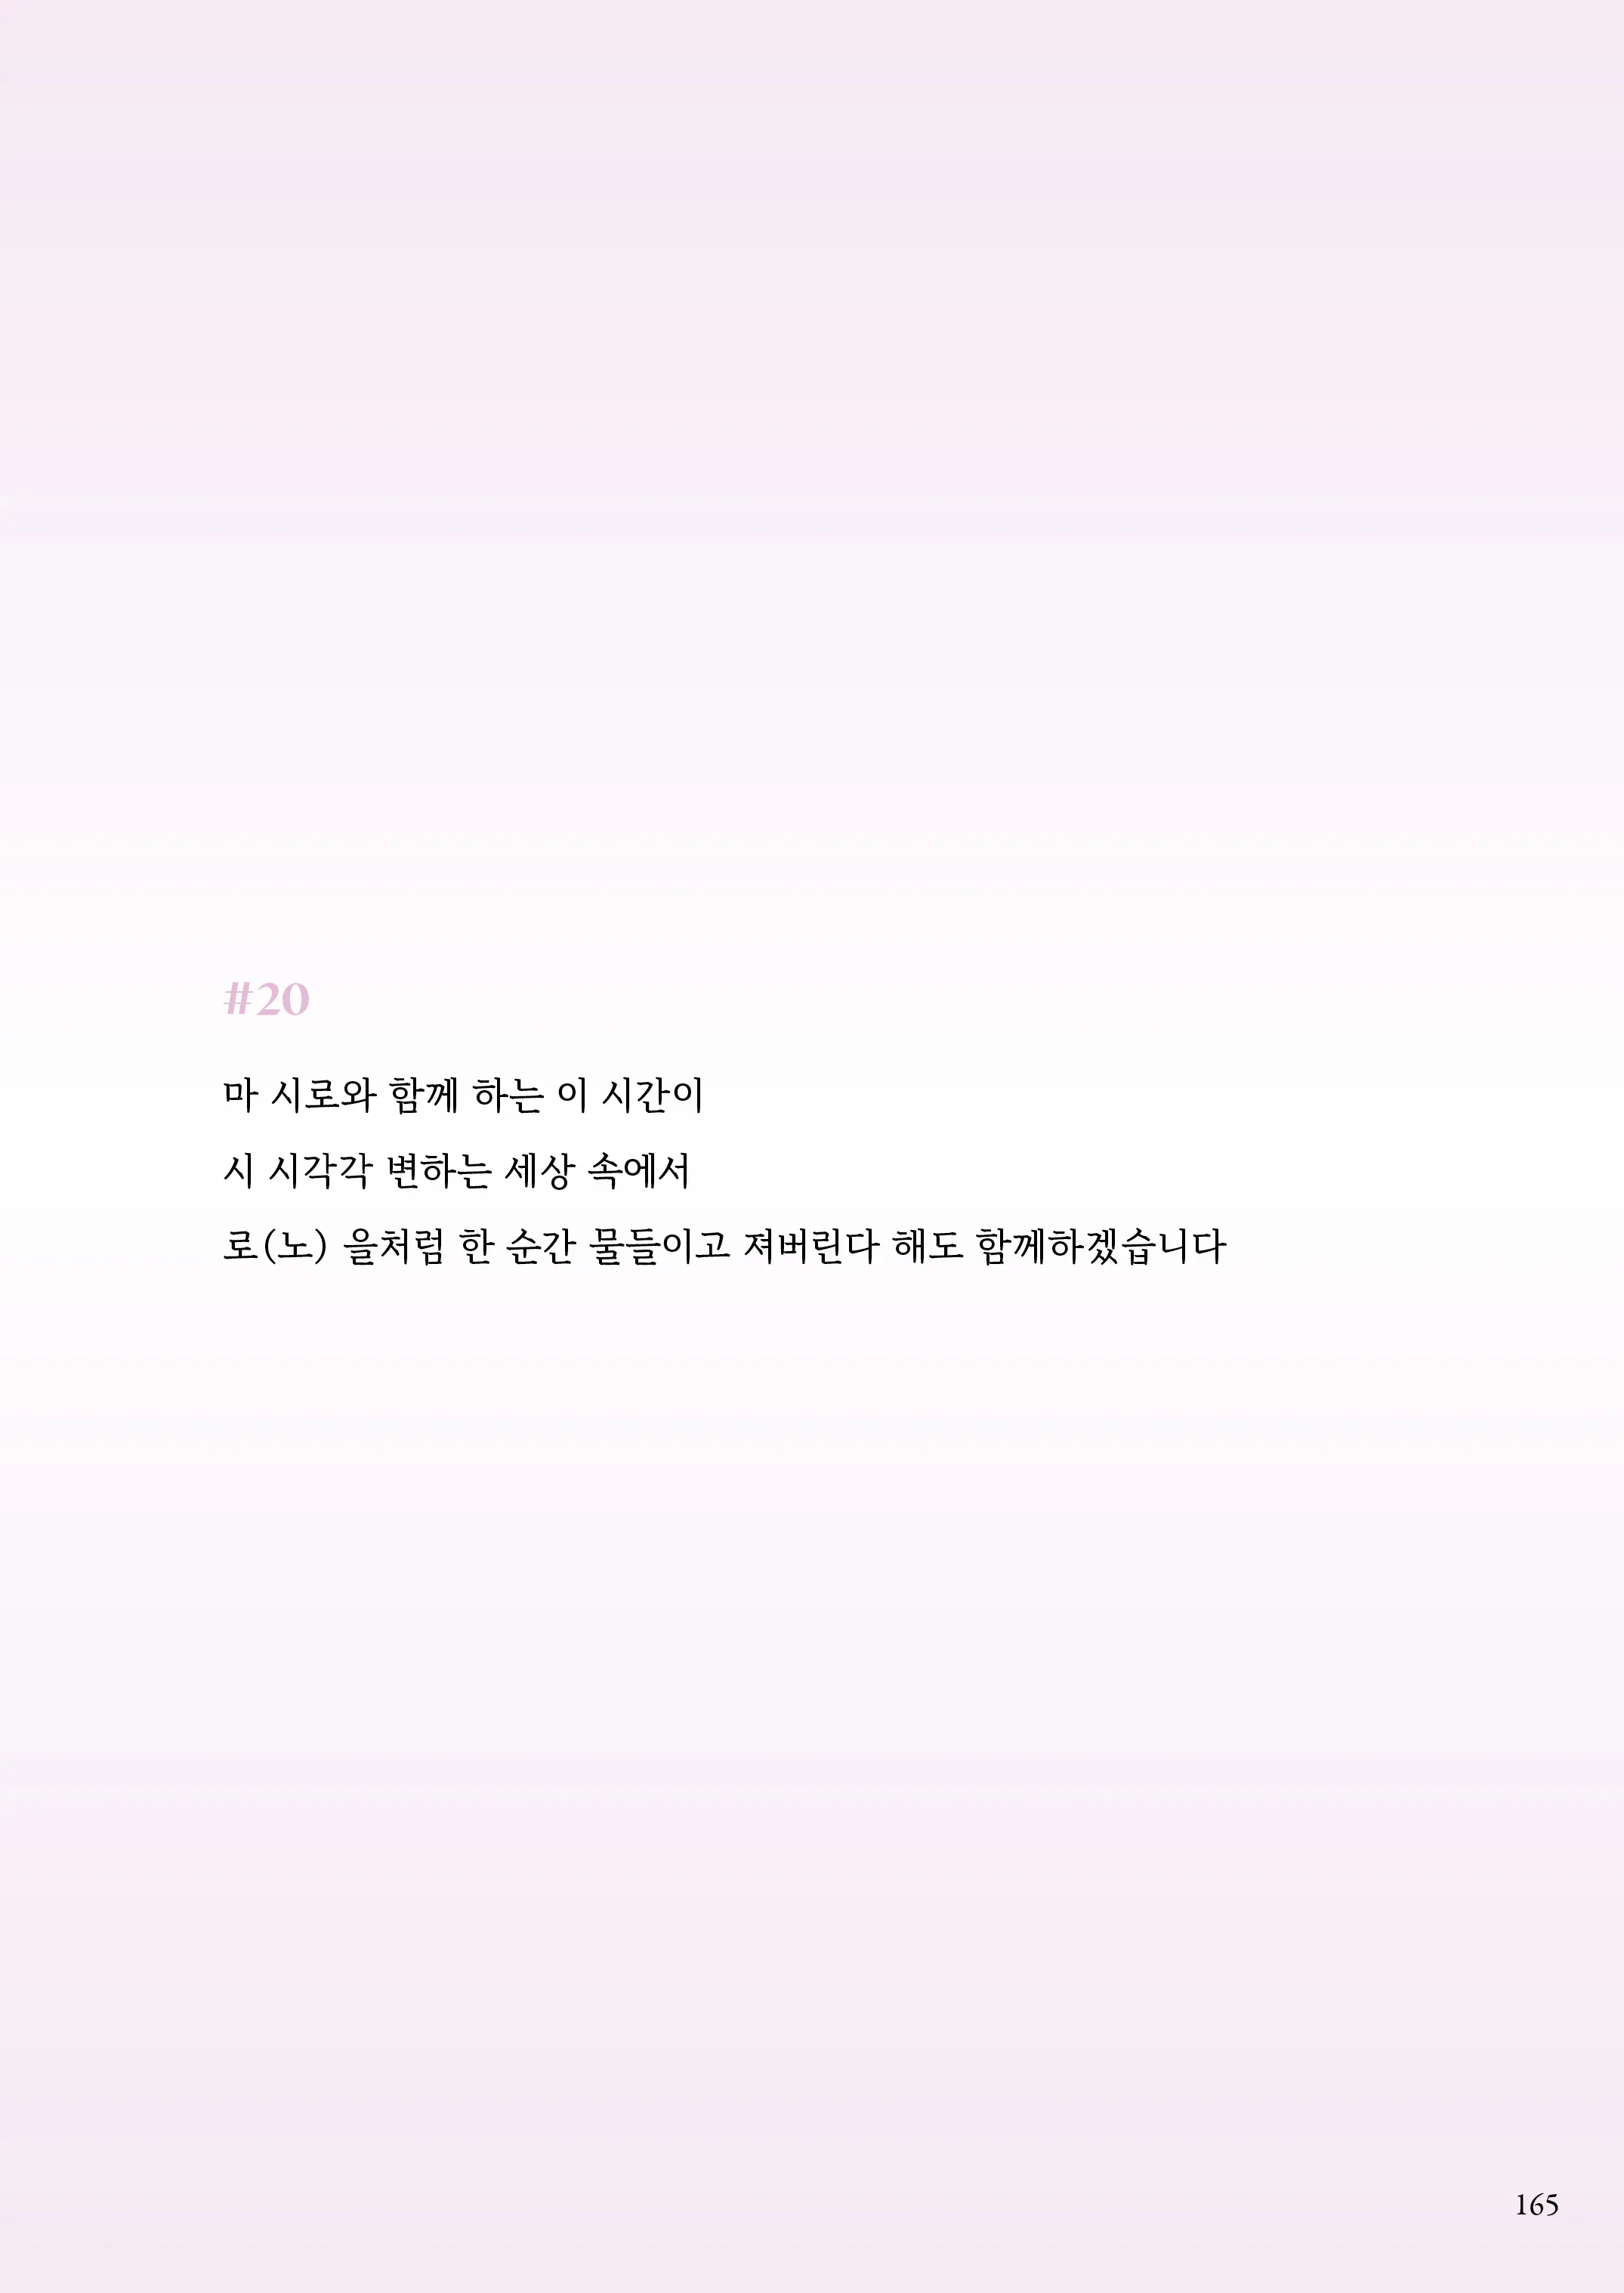 #20
마 시로와 함께 하는 이 시간이
시 시각각 변하는 세상 속에서
로(노) 을처럼 한 순간 물들이고 져버린다 해도 함께하겠습니다
165